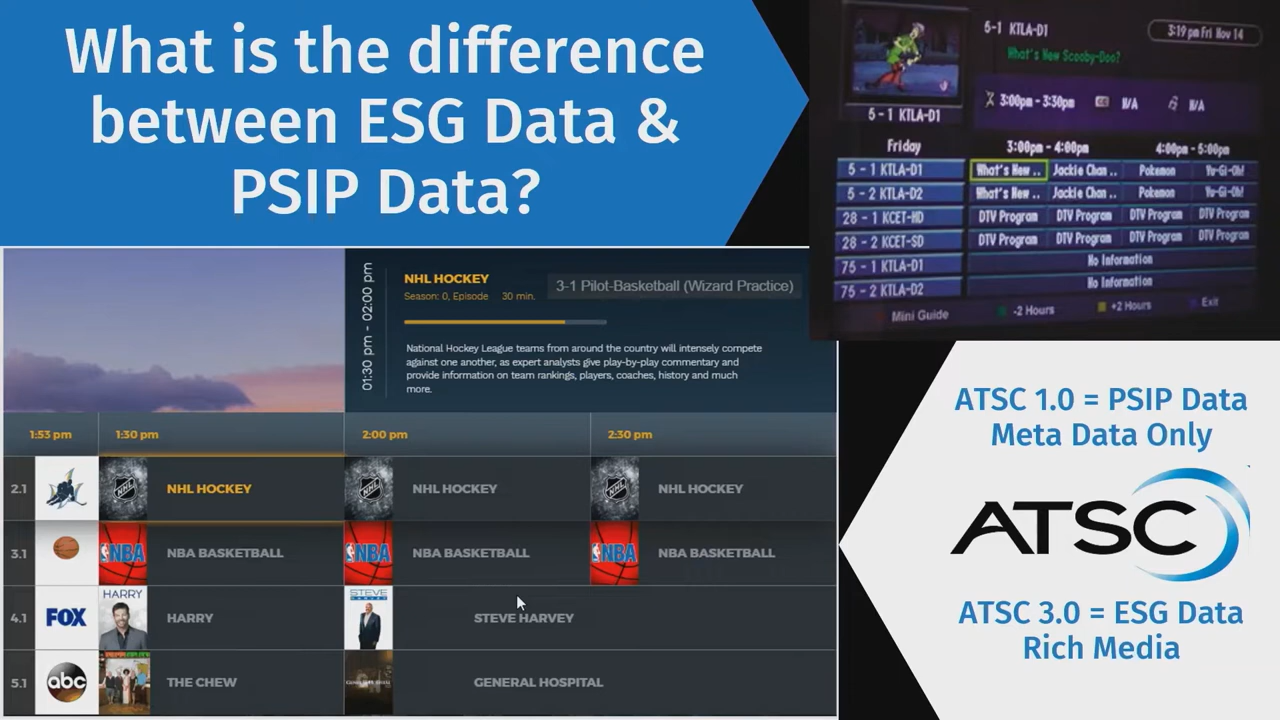 What is the difference
between ESG Data &
PSIP Data?
5-1 KTLA-D1
3:19 pm Fri Nov 14
What's New Scooby-Doo?
3:00pm - 3:30pm N/A N/A
5 - 1 KTLA-D1
Friday 3:00pm - 4:00pm 4:00pm - 5:00pm
5 - 1 KTLA-D1 What's New .. Jackie Chan .. Pokemon Yu-Gi-Oh!
5 - 2 KTLA-D2 What's New .. Jackie Chan .. Pokemon Yu-Gi-Oh!
28 - 1 KCET-HD DTV Program DTV Program DTV Program DTV Program
28 - 2 KCET-SD DTV Program DTV Program DTV Program DTV Program
75 - 1 KTLA-D1 No Information
75 - 2 KTLA-D2 No Information
Mini Guide -2 Hours +2 Hours Exit
01:30 pm - 02:00 pm
NHL HOCKEY
3-1 Pilot-Basketball (Wizard Practice)
Season: 0, Episode 30 min.
National Hockey League teams from around the country will intensely compete
against one another, as expert analysts give play-by-play commentary and
provide information on team rankings, players, coaches, history and much
more.
1:53 pm 1:30 pm 2:00 pm 2:30 pm
2.1 NHL NHL HOCKEY NHL NHL HOCKEY NHL NHL HOCKEY
3.1 NBA NBA BASKETBALL NBA NBA BASKETBALL NBA NBA BASKETBALL
4.1 FOX HARRY HARRY STEVE STEVE HARVEY
5.1 abc THE CHEW GENERAL HOSPITAL
ATSC 1.0 = PSIP Data
Meta Data Only
ATSC
ATSC 3.0 = ESG Data
Rich Media